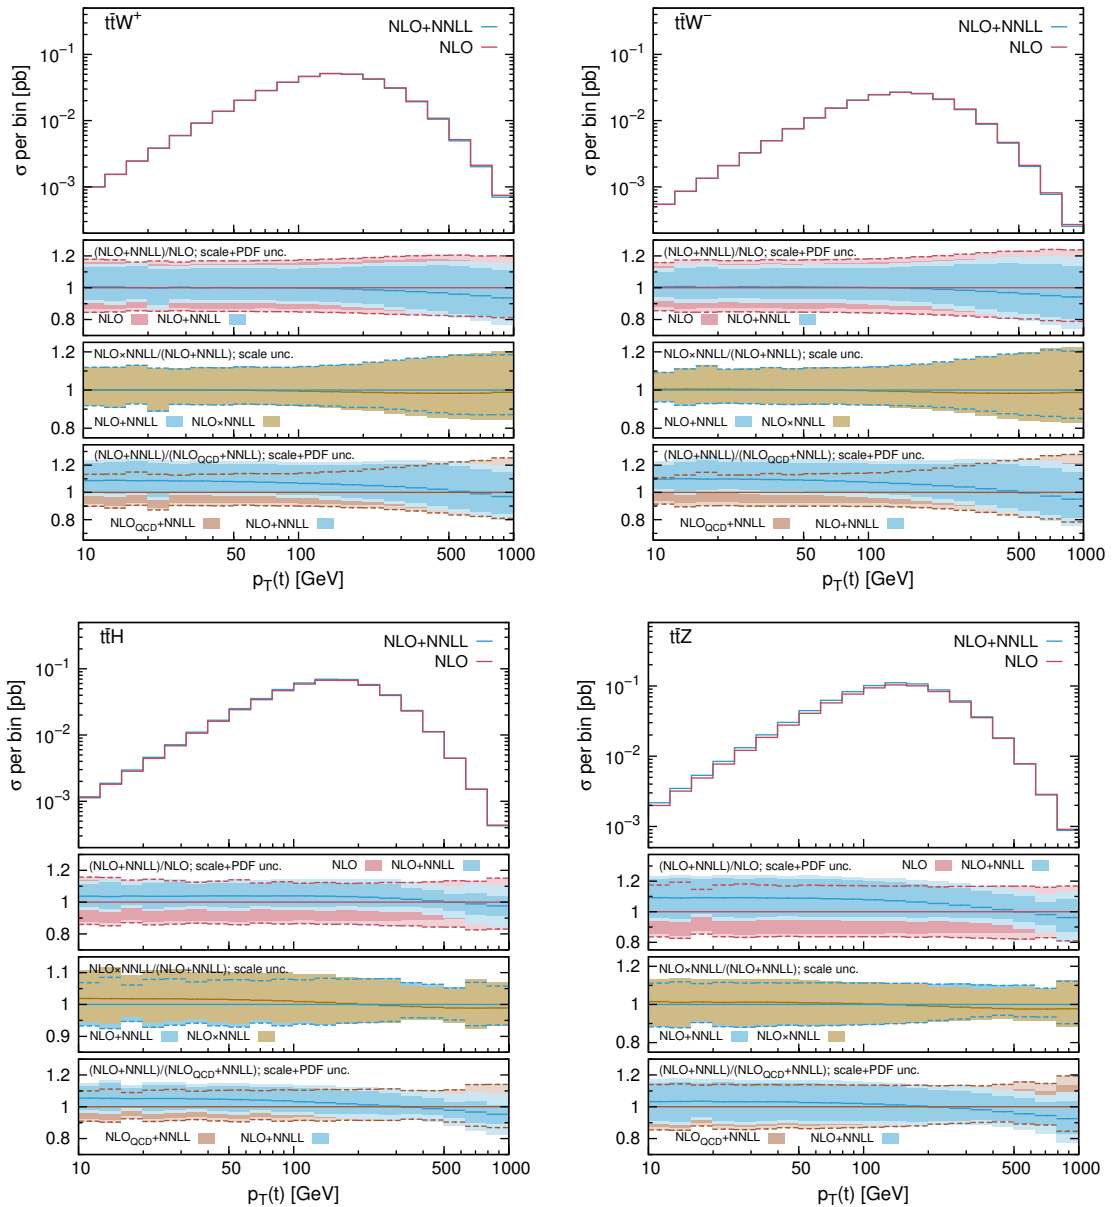 tt̄W⁺
NLO+NNLL
NLO
σ per bin [pb]
10⁻¹
10⁻²
10⁻³
(NLO+NNLL)/NLO; scale+PDF unc.
1.2
1
0.8
NLO NLO+NNLL
NLO×NNLL/(NLO+NNLL); scale unc.
1.2
1
0.8
NLO+NNLL NLO×NNLL
(NLO+NNLL)/(NLO_QCD+NNLL); scale+PDF unc.
1.2
1
0.8
NLO_QCD+NNLL NLO+NNLL
10 50 100 500 1000
p_T(t) [GeV]
tt̄W⁻
NLO+NNLL
NLO
σ per bin [pb]
10⁻¹
10⁻²
10⁻³
(NLO+NNLL)/NLO; scale+PDF unc.
1.2
1
0.8
NLO NLO+NNLL
NLO×NNLL/(NLO+NNLL); scale unc.
1.2
1
0.8
NLO+NNLL NLO×NNLL
(NLO+NNLL)/(NLO_QCD+NNLL); scale+PDF unc.
1.2
1
0.8
NLO_QCD+NNLL NLO+NNLL
10 50 100 500 1000
p_T(t) [GeV]
tt̄H
NLO+NNLL
NLO
σ per bin [pb]
10⁻¹
10⁻²
10⁻³
(NLO+NNLL)/NLO; scale+PDF unc. NLO NLO+NNLL
1.2
1
0.8
NLO×NNLL/(NLO+NNLL); scale unc.
1.1
1
0.9
NLO+NNLL NLO×NNLL
(NLO+NNLL)/(NLO_QCD+NNLL); scale+PDF unc.
1.2
1
0.8
NLO_QCD+NNLL NLO+NNLL
10 50 100 500 1000
p_T(t) [GeV]
tt̄Z
NLO+NNLL
NLO
σ per bin [pb]
10⁻¹
10⁻²
10⁻³
(NLO+NNLL)/NLO; scale+PDF unc. NLO NLO+NNLL
1.2
1
0.8
NLO×NNLL/(NLO+NNLL); scale unc.
1.2
1
0.8
NLO+NNLL NLO×NNLL
(NLO+NNLL)/(NLO_QCD+NNLL); scale+PDF unc.
1.2
1
0.8
NLO_QCD+NNLL NLO+NNLL
10 50 100 500 1000
p_T(t) [GeV]